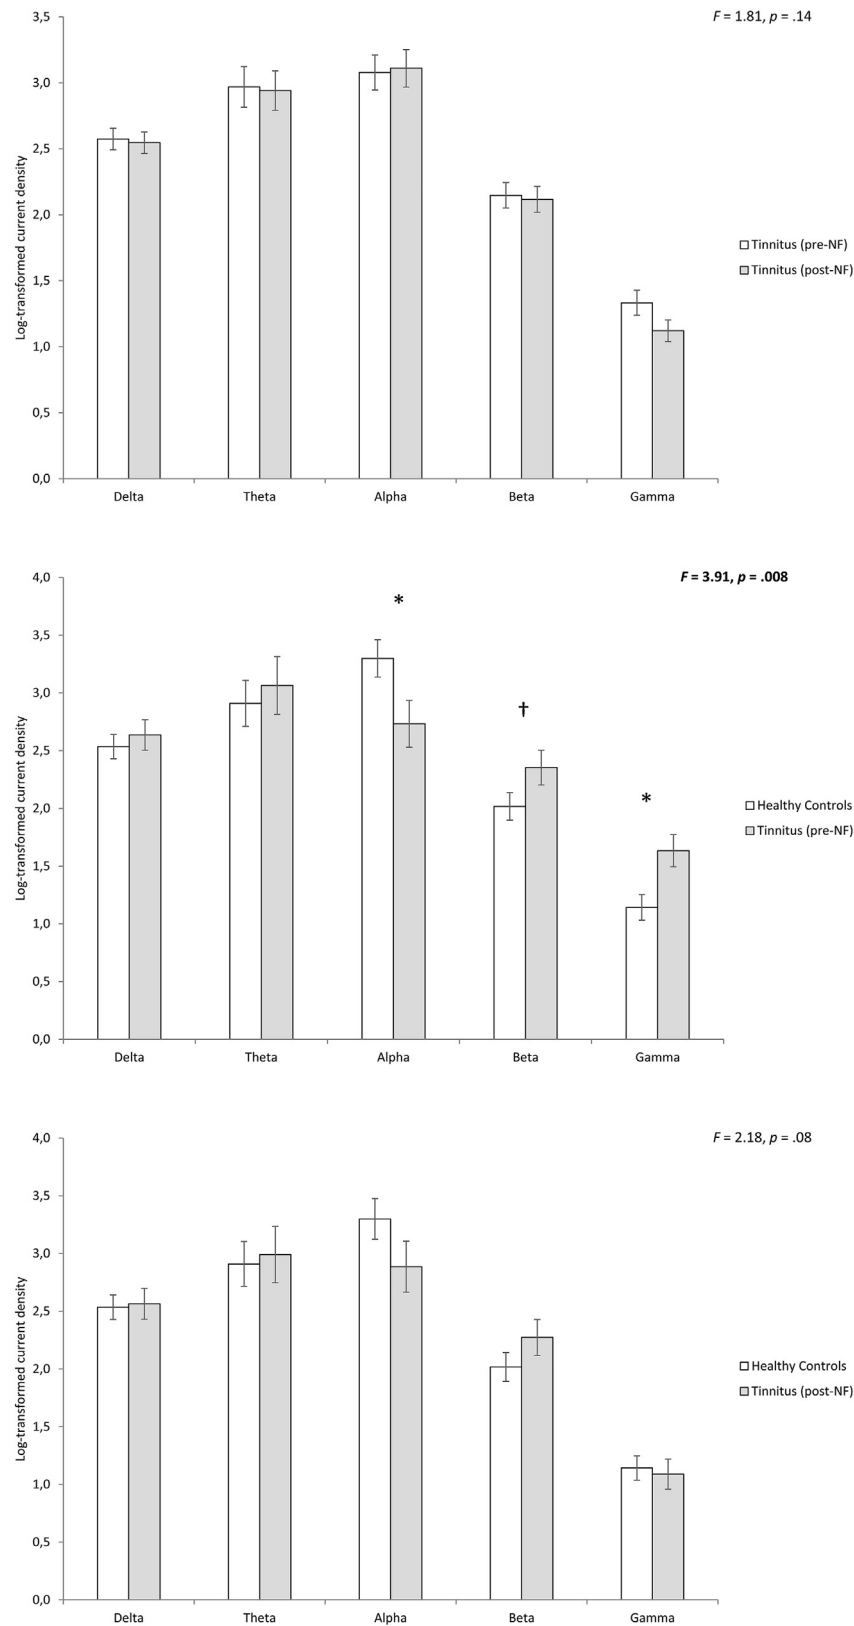 F = 1.81, p = .14
3,5
3,0
2,5
2,0
1,5
1,0
0,5
0,0
Log-transformed current density
Delta Theta Alpha Beta Gamma
Tinnitus (pre-NF)
Tinnitus (post-NF)
F = 3.91, p = .008
4,0
3,5
3,0
2,5
2,0
1,5
1,0
0,5
0,0
Log-transformed current density
*
†
*
Delta Theta Alpha Beta Gamma
Healthy Controls
Tinnitus (pre-NF)
F = 2.18, p = .08
4,0
3,5
3,0
2,5
2,0
1,5
1,0
0,5
0,0
Log-transformed current density
Delta Theta Alpha Beta Gamma
Healthy Controls
Tinnitus (post-NF)